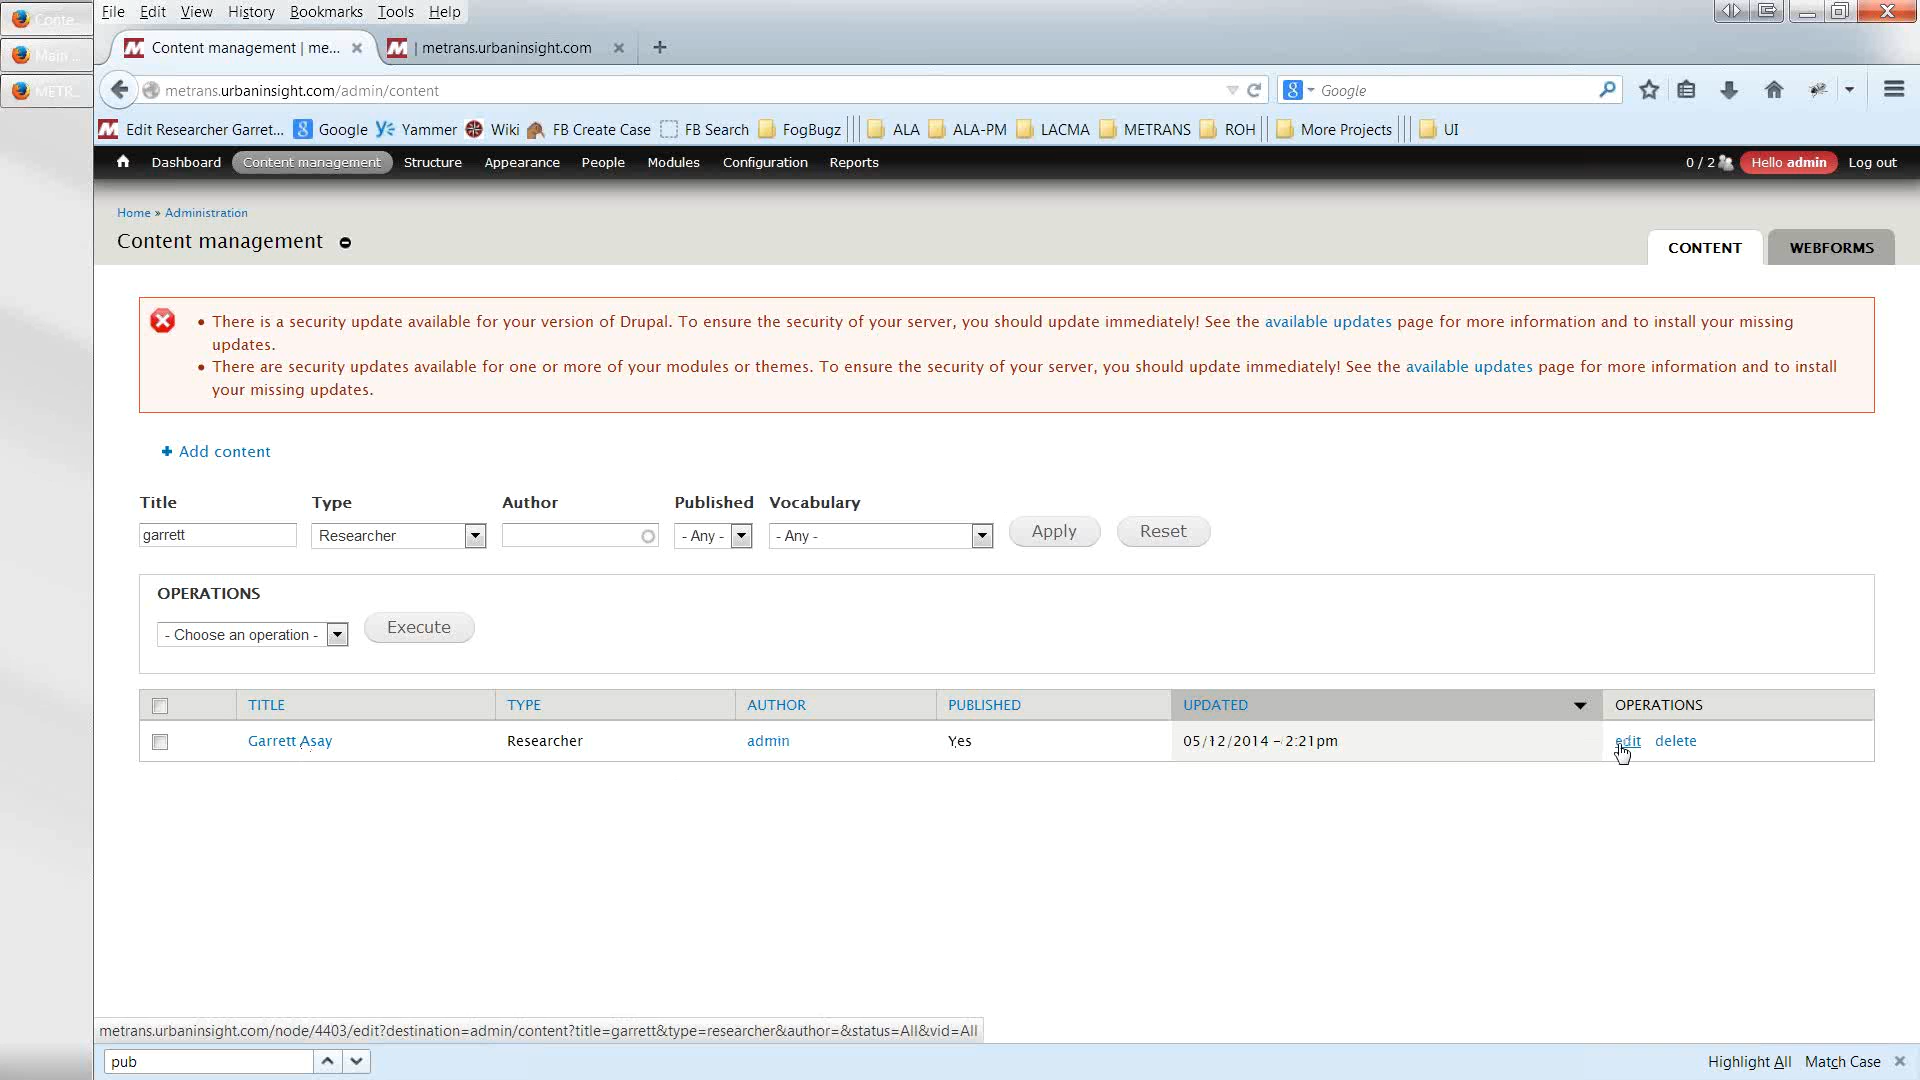 Conte...
File Edit View History Bookmarks Tools Help
Main ...
Content management | me...
| metrans.urbaninsight.com
METR...
metrans.urbaninsight.com/admin/content
Google
Edit Researcher Garret... Google Yammer Wiki FB Create Case FB Search FogBugz ALA ALA-PM LACMA METRANS ROH More Projects UI
Dashboard Content management Structure Appearance People Modules Configuration Reports 0 / 2 Hello admin Log out
Home » Administration
Content management
CONTENT WEBFORMS
• There is a security update available for your version of Drupal. To ensure the security of your server, you should update immediately! See the available updates page for more information and to install your missing
updates.
• There are security updates available for one or more of your modules or themes. To ensure the security of your server, you should update immediately! See the available updates page for more information and to install
your missing updates.
+ Add content
Title Type Author Published Vocabulary
garrett Researcher - Any - - Any - Apply Reset
OPERATIONS
- Choose an operation - Execute
TITLE TYPE AUTHOR PUBLISHED UPDATED OPERATIONS
Garrett Asay Researcher admin Yes 05/12/2014 - 2:21pm edit delete
metrans.urbaninsight.com/node/4403/edit?destination=admin/content?title=garrett&type=researcher&author=&status=All&vid=All
pub Highlight All Match Case